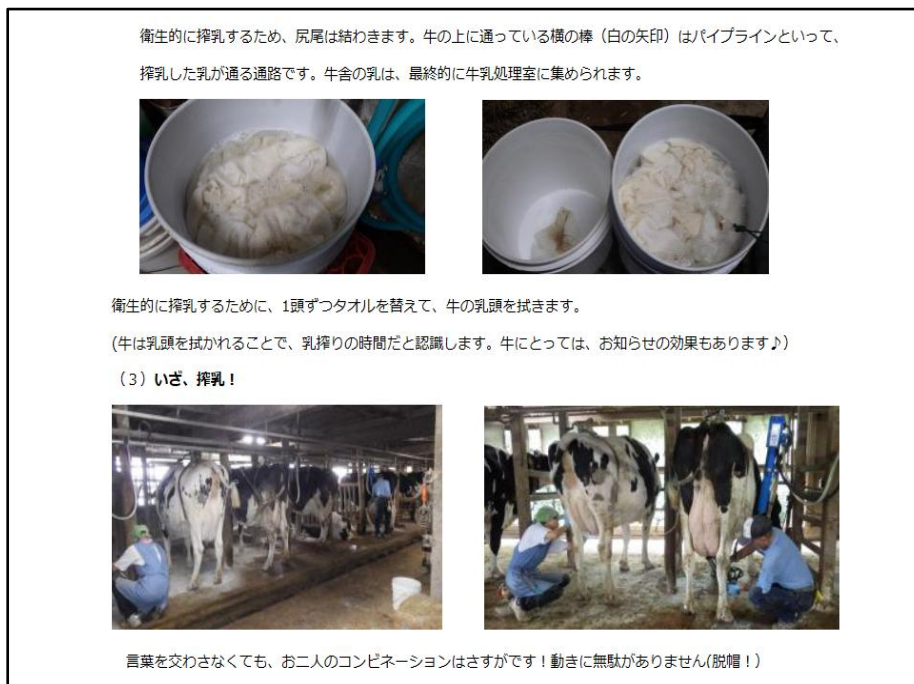 衛生的に搾乳するため、尻尾は結わきます。牛の上に通っている横の棒（白の矢印）はパイプラインといって、
搾乳した乳が通る通路です。牛舎の乳は、最終的に牛乳処理室に集められます。
衛生的に搾乳するために、1頭ずつタオルを替えて、牛の乳頭を拭きます。
(牛は乳頭を拭かれることで、乳搾りの時間だと認識します。牛にとっては、お知らせの効果もあります♪）
（３）いざ、搾乳！
言葉を交わさなくても、お二人のコンビネーションはさすがです！動きに無駄がありません(脱帽！）